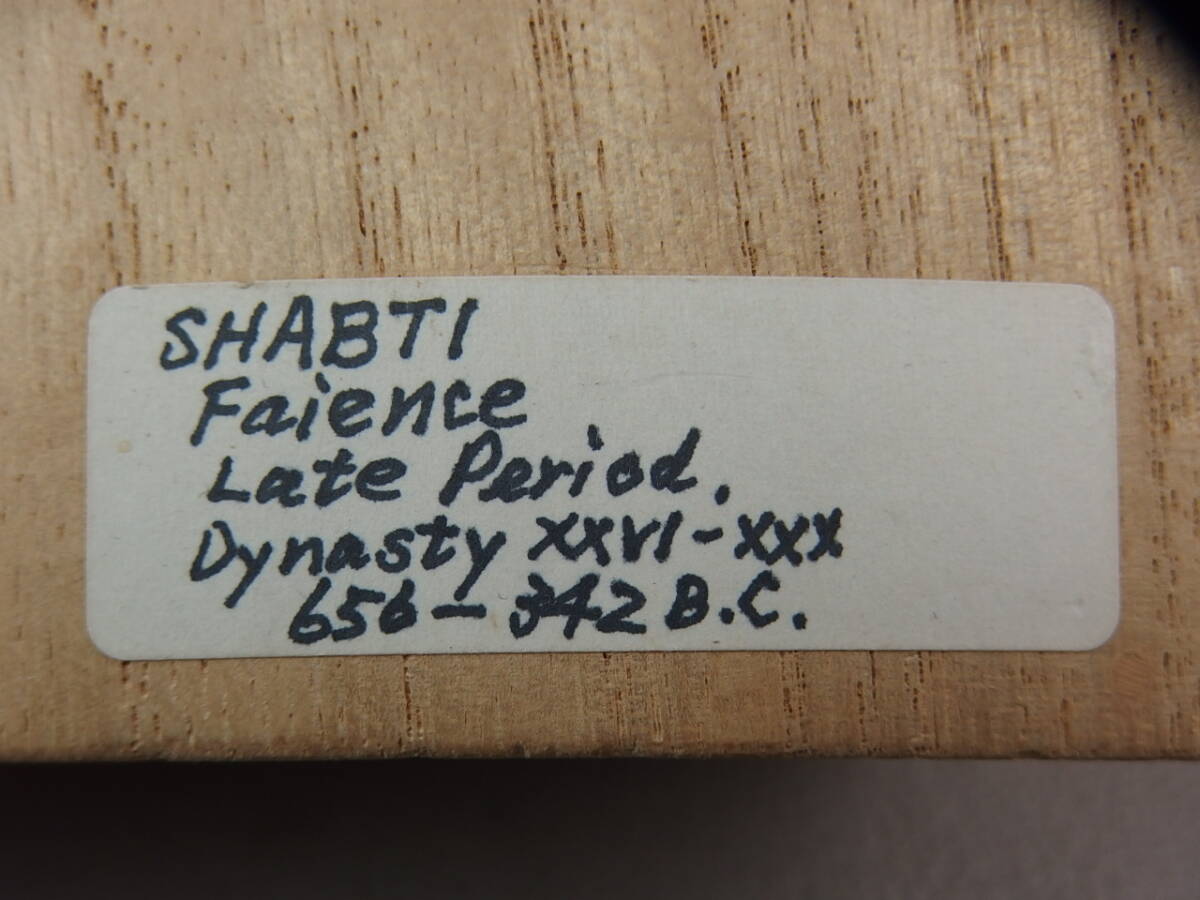 SHABTI
Faience
Late Period.
Dynasty XXVI-XXX
656-342 B.C.